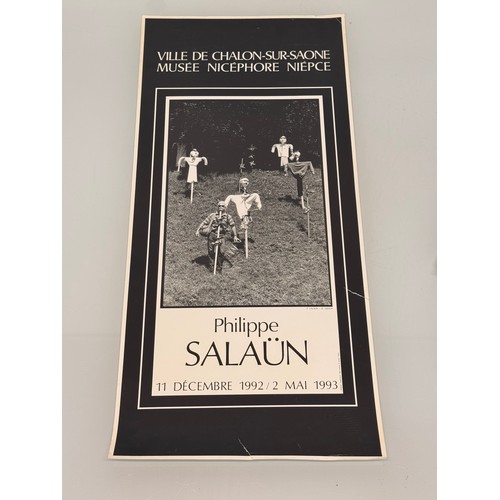 VILLE DE CHALON-SUR-SAONE
MUSÉE NICÉPHORE NIÉPCE
Philippe
SALAÜN
11 DÉCEMBRE 1992 / 2 MAI 1993